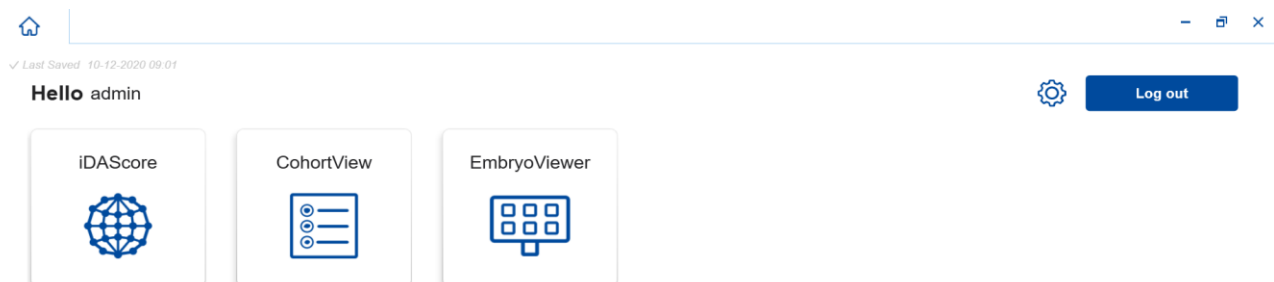 Last Saved 10-12-2020 09:01
Hello admin
Log out
iDAScore
CohortView
EmbryoViewer